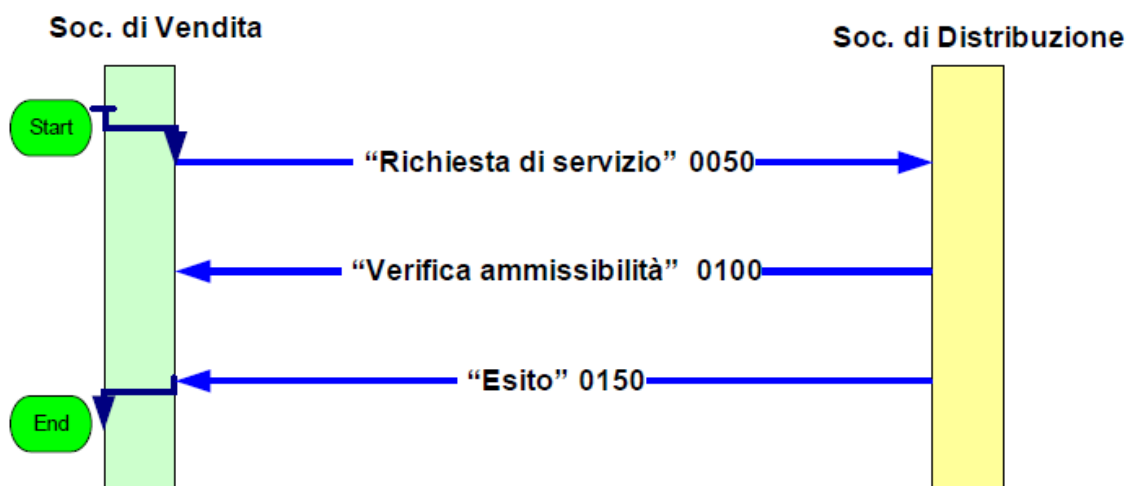 Soc. di Vendita
Soc. di Distribuzione
Start
“Richiesta di servizio” 0050
“Verifica ammissibilità” 0100
“Esito” 0150
End